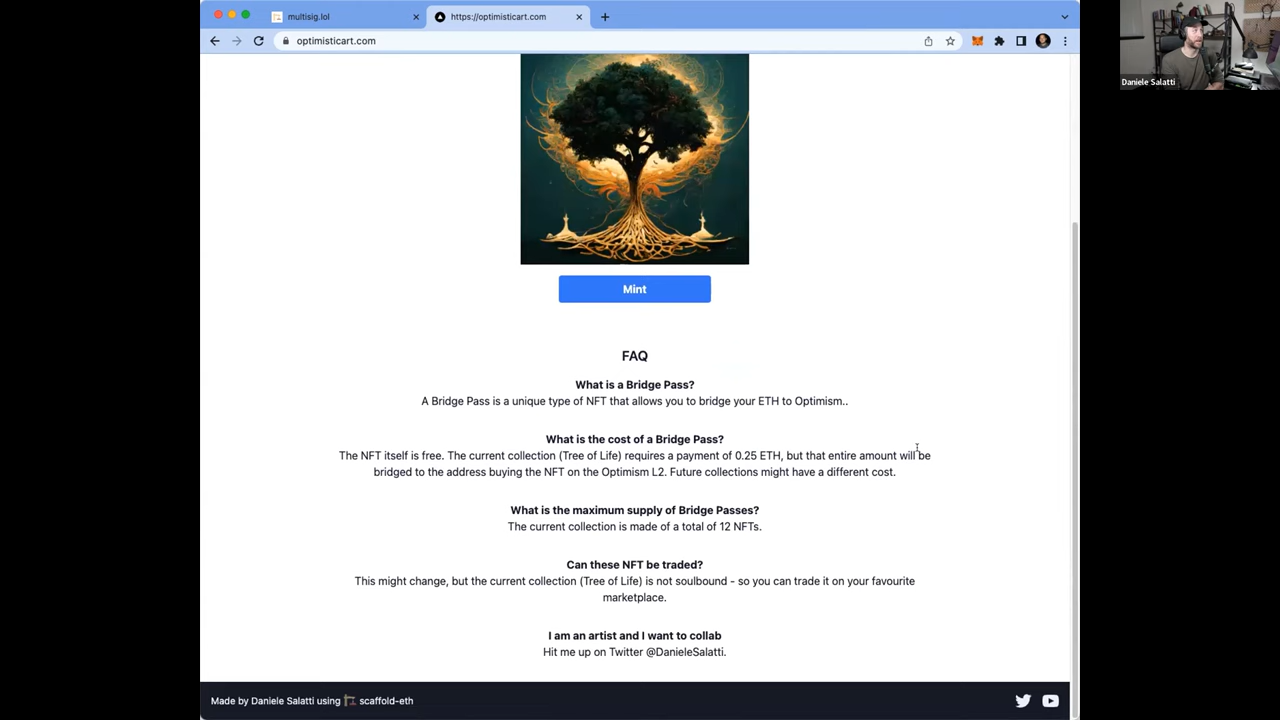 multisig.lol
https://optimisticart.com
optimisticart.com
Daniele Salatti
Mint
FAQ
What is a Bridge Pass?
A Bridge Pass is a unique type of NFT that allows you to bridge your ETH to Optimism..
What is the cost of a Bridge Pass?
The NFT itself is free. The current collection (Tree of Life) requires a payment of 0.25 ETH, but that entire amount will be
bridged to the address buying the NFT on the Optimism L2. Future collections might have a different cost.
What is the maximum supply of Bridge Passes?
The current collection is made of a total of 12 NFTs.
Can these NFT be traded?
This might change, but the current collection (Tree of Life) is not soulbound - so you can trade it on your favourite
marketplace.
I am an artist and I want to collab
Hit me up on Twitter @DanieleSalatti.
Made by Daniele Salatti using scaffold-eth